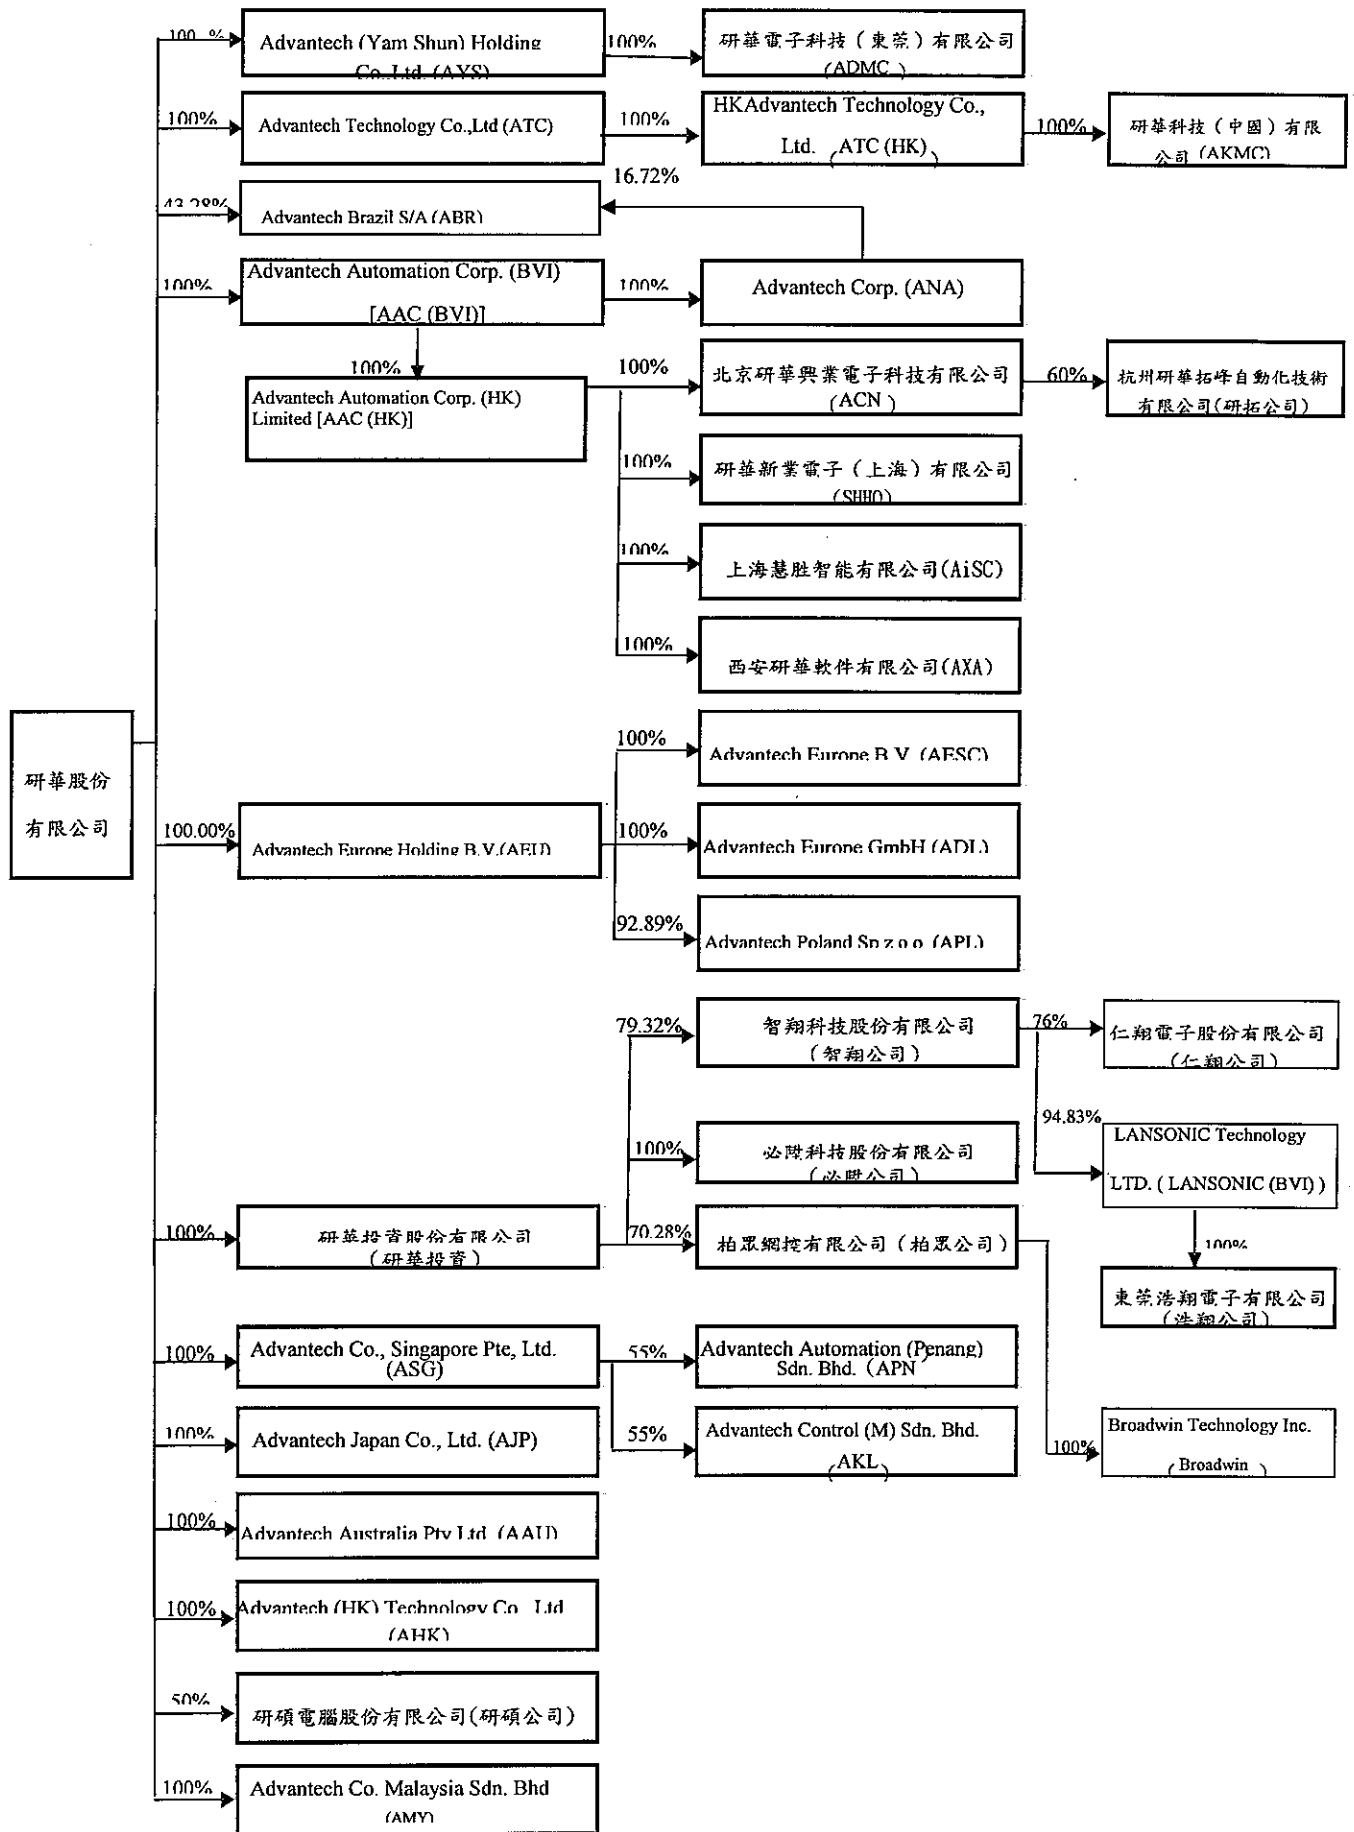 100. %
Advantech (Yam Shun) Holding
Co.,Ltd. (AYS)
100%
研華電子科技（東莞）有限公司
(ADMC )
100%
Advantech Technology Co.,Ltd (ATC)
100%
HKAdvantech Technology Co.,
Ltd. (ATC (HK) )
100%
研華科技（中國）有限
公司 (AKMC)
43.28%
Advantech Brazil S/A (ABR)
16.72%
100%
Advantech Automation Corp. (BVI)
[AAC (BVI)]
100%
Advantech Corp. (ANA)
100%
Advantech Automation Corp. (HK)
Limited [AAC (HK)]
100%
北京研華興業電子科技有限公司
(ACN )
60%
杭州研華拓峰自動化技術
有限公司(研拓公司)
100%
研華新業電子（上海）有限公司
(SHHQ)
100%
上海慧胜智能有限公司(AiSC)
100%
西安研華軟件有限公司(AXA)
研華股份
有限公司
100.00%
Advantech Europe Holding B.V.(AEU)
100%
Advantech Europe B.V. (AESC)
100%
Advantech Europe GmbH (ADL)
92.89%
Advantech Poland Sp z o o (APL)
79.32%
智翔科技股份有限公司
(智翔公司)
76%
仁翔電子股份有限公司
(仁翔公司)
94.83%
LANSONIC Technology
LTD. ( LANSONIC (BVI) )
100%
東莞浩翔電子有限公司
(浩翔公司)
100%
必陞科技股份有限公司
(必陞公司)
100%
研華投資股份有限公司
(研華投資)
70.28%
柏眾網控有限公司（柏眾公司）
100%
Advantech Co., Singapore Pte, Ltd.
(ASG)
55%
Advantech Automation (Penang)
Sdn. Bhd. (APN)
100%
Advantech Japan Co., Ltd. (AJP)
55%
Advantech Control (M) Sdn. Bhd.
(AKL )
100%
Broadwin Technology Inc.
( Broadwin )
100%
Advantech Australia Pty Ltd. (AAU)
100%
Advantech (HK) Technology Co., Ltd
(AHK)
50%
研碩電腦股份有限公司(研碩公司)
100%
Advantech Co. Malaysia Sdn. Bhd
(AMY)